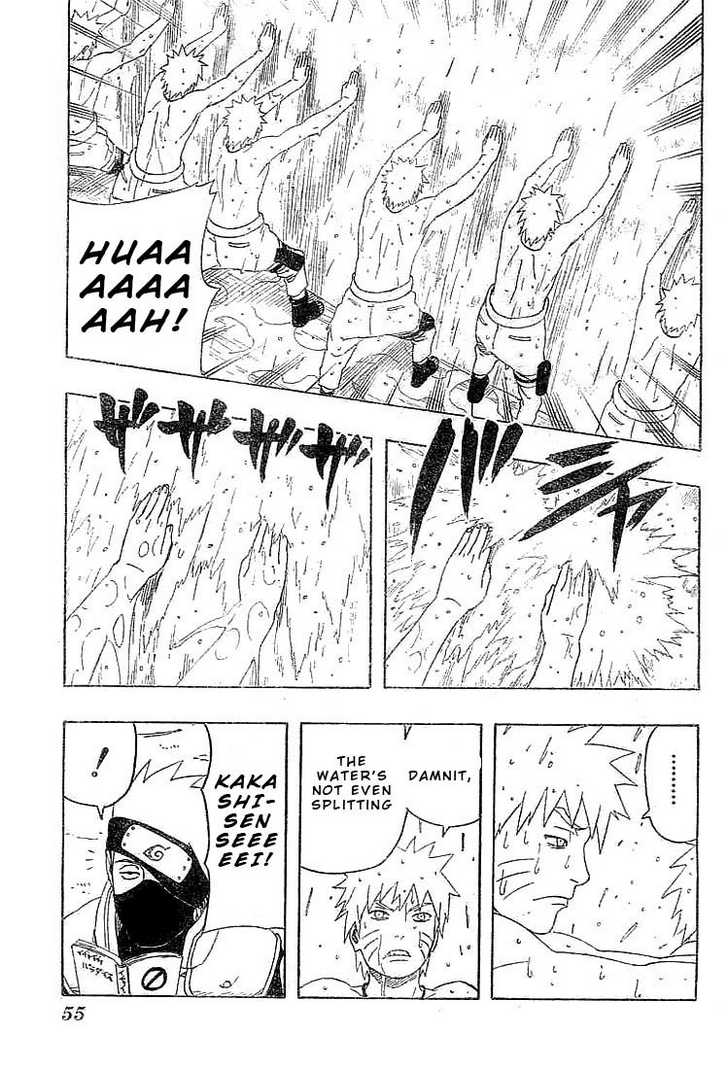 HUAA
AAAA
AAH!
バシャ
ザザザザ
.........
DAMNIT,
THE
WATER'S
NOT EVEN
SPLITTING
KAKA
SHI-
SEN
SEEE
EEI!
!
55